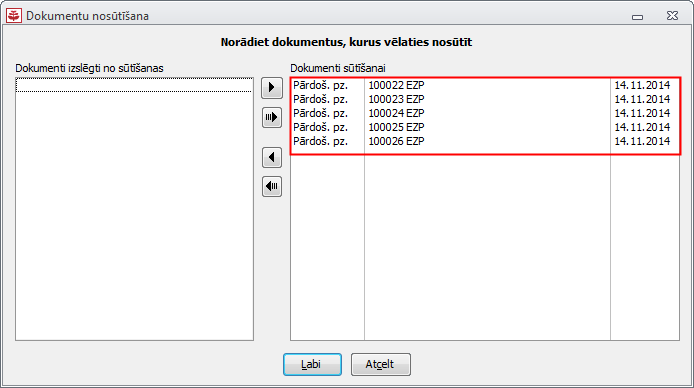 Dokumentu nosūtīšana
Norādiet dokumentus, kurus vēlaties nosūtīt
Dokumenti izslēgti no sūtīšanas
Dokumenti sūtīšanai
Pārdoš. pz. 100022 EZP 14.11.2014
Pārdoš. pz. 100023 EZP 14.11.2014
Pārdoš. pz. 100024 EZP 14.11.2014
Pārdoš. pz. 100025 EZP 14.11.2014
Pārdoš. pz. 100026 EZP 14.11.2014
Labi
Atcelt